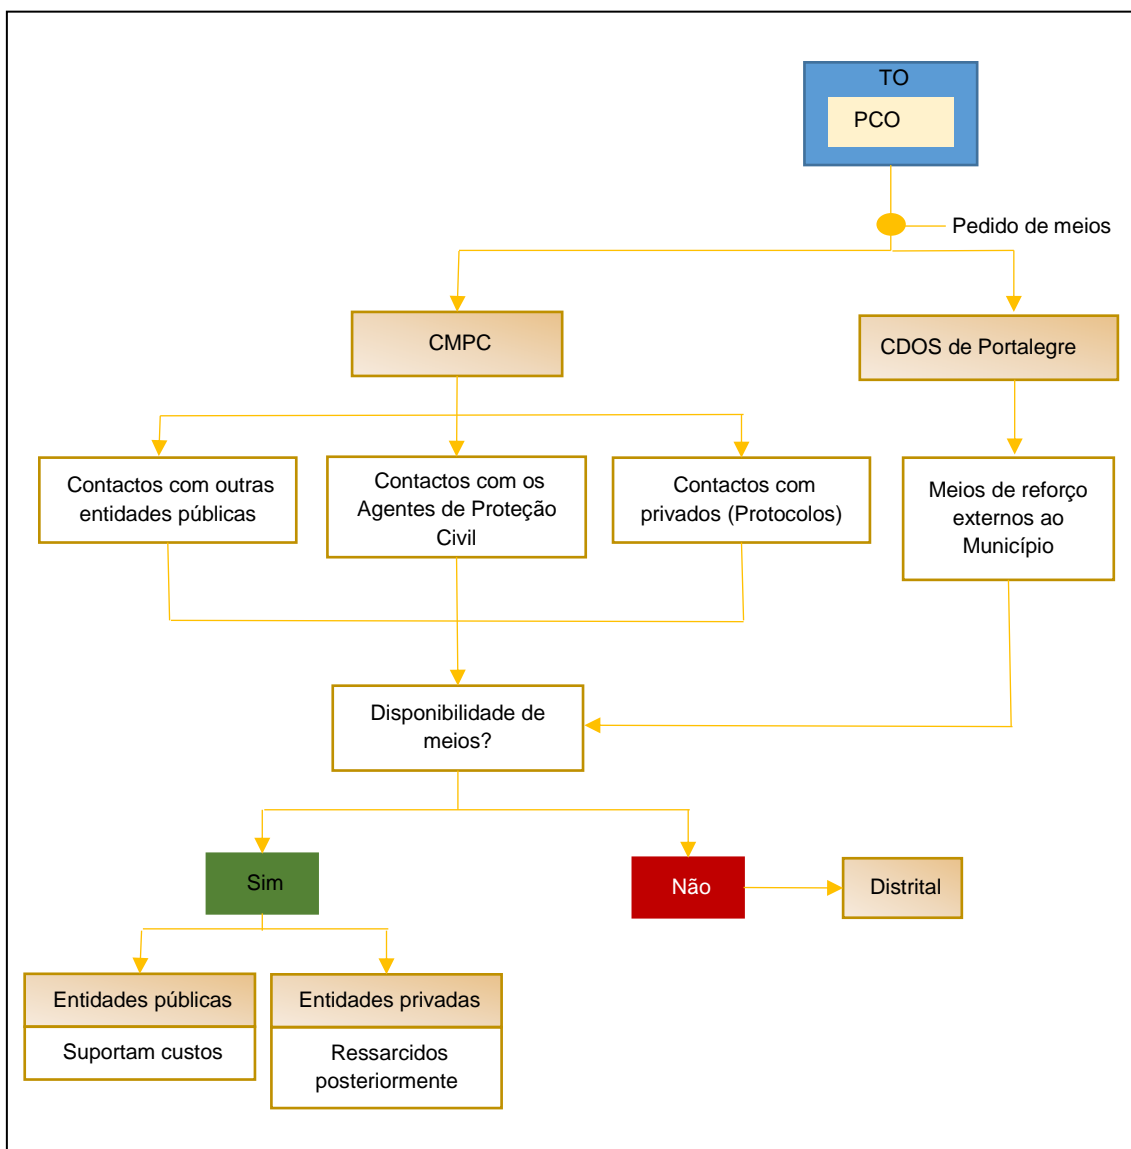 TO
PCO
Pedido de meios
CMPC
CDOS de Portalegre
Contactos com outras
entidades públicas
Contactos com os
Agentes de Proteção
Civil
Contactos com
privados (Protocolos)
Meios de reforço
externos ao
Município
Disponibilidade de
meios?
Sim
Não
Distrital
Entidades públicas
Suportam custos
Entidades privadas
Ressarcidos
posteriormente